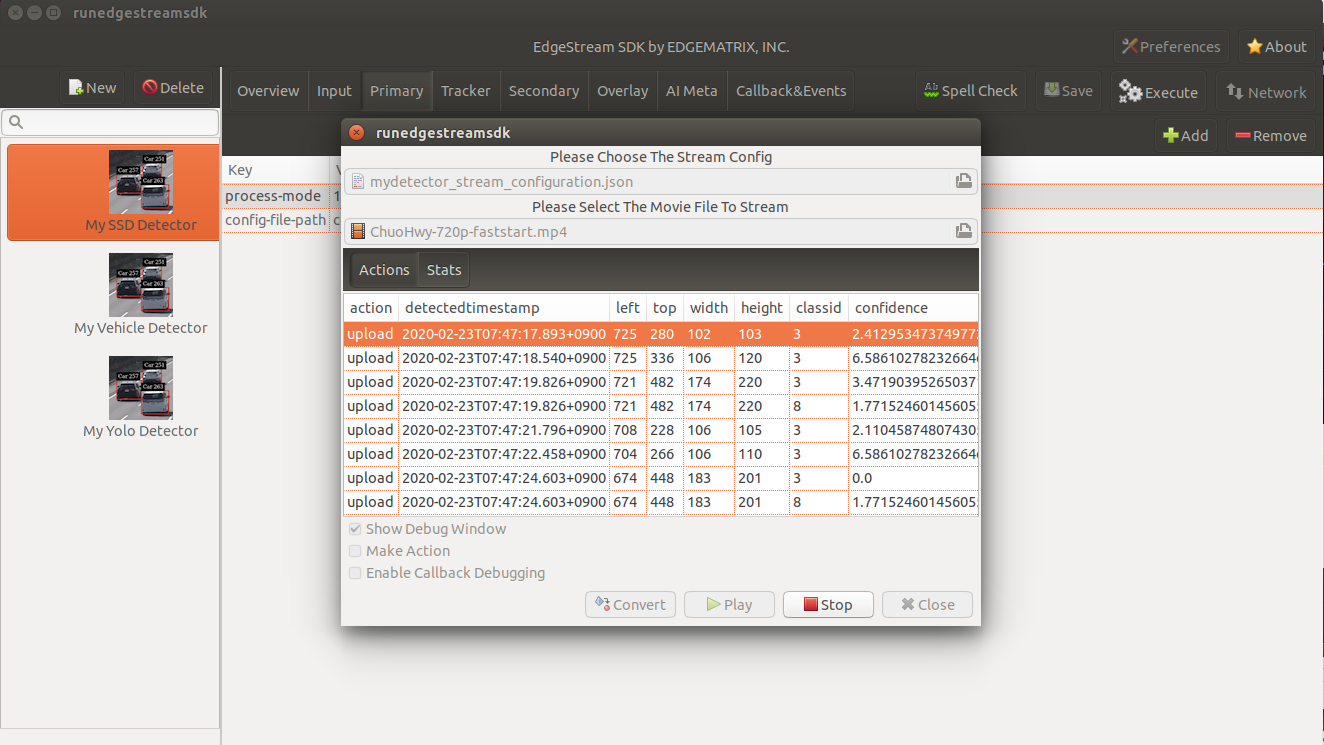 runedgestreamsdk
EdgeStream SDK by EDGEMATRIX, INC.
Preferences
About
New
Delete
Overview
Input
Primary
Tracker
Secondary
Overlay
AI Meta
Callback&Events
Spell Check
Save
Execute
Network
Add
Remove
Car 251
Car 257
Car 263
My SSD Detector
Car 251
Car 257
Car 263
My Vehicle Detector
Car 251
Car 257
Car 263
My Yolo Detector
Key
process-mode
config-file-path
runedgestreamsdk
Please Choose The Stream Config
mydetector_stream_configuration.json
Please Select The Movie File To Stream
ChuoHwy-720p-faststart.mp4
Actions Stats
action detectedtimestamp left top width height classid confidence
upload 2020-02-23T07:47:17.893+0900 725 280 102 103 3 2.41295347374977
upload 2020-02-23T07:47:18.540+0900 725 336 106 120 3 6.586102782326646
upload 2020-02-23T07:47:19.826+0900 721 482 174 220 3 3.47190395265037
upload 2020-02-23T07:47:19.826+0900 721 482 174 220 8 1.77152460145605
upload 2020-02-23T07:47:21.796+0900 708 228 106 105 3 2.11045874807430
upload 2020-02-23T07:47:22.458+0900 704 266 106 110 3 6.586102782326646
upload 2020-02-23T07:47:24.603+0900 674 448 183 201 3 0.0
upload 2020-02-23T07:47:24.603+0900 674 448 183 201 8 1.77152460145605
Show Debug Window
Make Action
Enable Callback Debugging
Convert
Play
Stop
Close